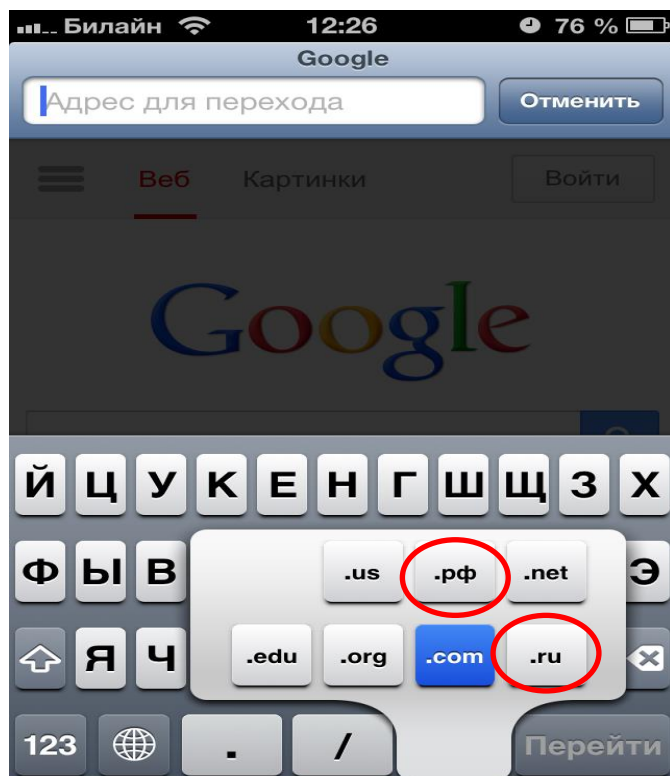 Билайн 12:26 76 %
Google
Адрес для перехода Отменить
Веб Картинки Войти
Google
Й Ц У К Е Н Г Ш Щ З Х
Ф Ы В .us .рф .net Э
Я Ч .edu .org .com .ru
123 . / Перейти